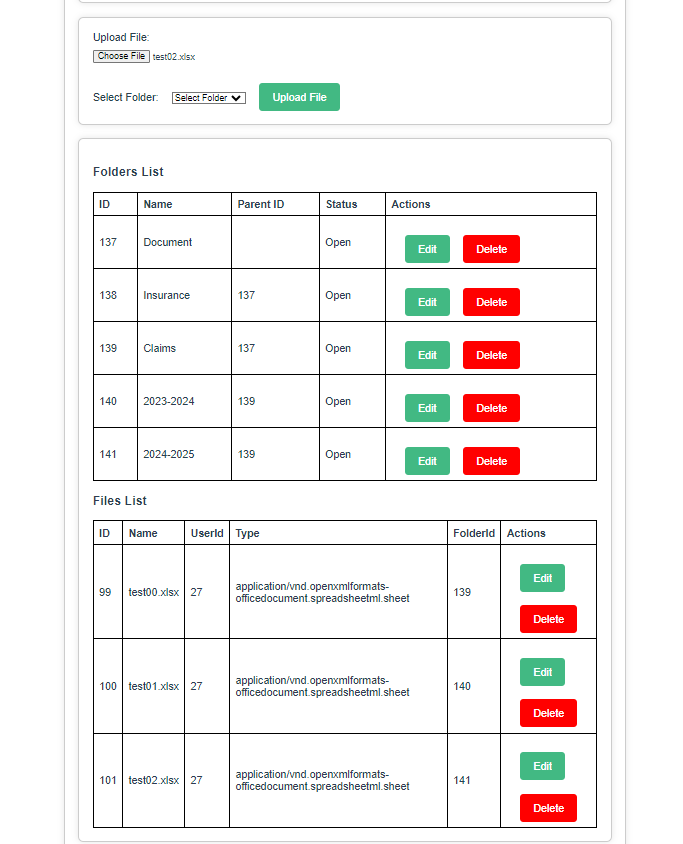 Upload File:
Choose File test02.xlsx
Select Folder: Select Folder Upload File
Folders List
ID Name Parent ID Status Actions
137 Document Open Edit Delete
138 Insurance 137 Open Edit Delete
139 Claims 137 Open Edit Delete
140 2023-2024 139 Open Edit Delete
141 2024-2025 139 Open Edit Delete
Files List
ID Name UserId Type FolderId Actions
99 test00.xlsx 27 application/vnd.openxmlformats-
officedocument.spreadsheetml.sheet 139 Edit
Delete
100 test01.xlsx 27 application/vnd.openxmlformats-
officedocument.spreadsheetml.sheet 140 Edit
Delete
101 test02.xlsx 27 application/vnd.openxmlformats-
officedocument.spreadsheetml.sheet 141 Edit
Delete